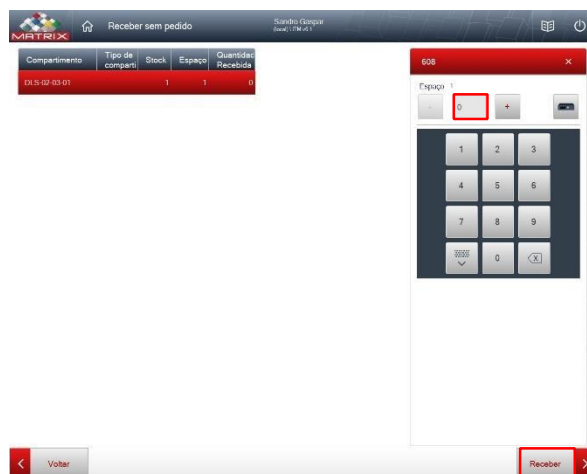 MATRIX
Receber sem pedido
Sandro Gaspar
Compartimento
Tipo de
comparti
Stock
Espaço
Quantidac
Recebida
DLS-02-03-01
1
1
0
608
×
Espaço 1
-
0
+
1
2
3
4
5
6
7
8
9
0
Voltar
Receber